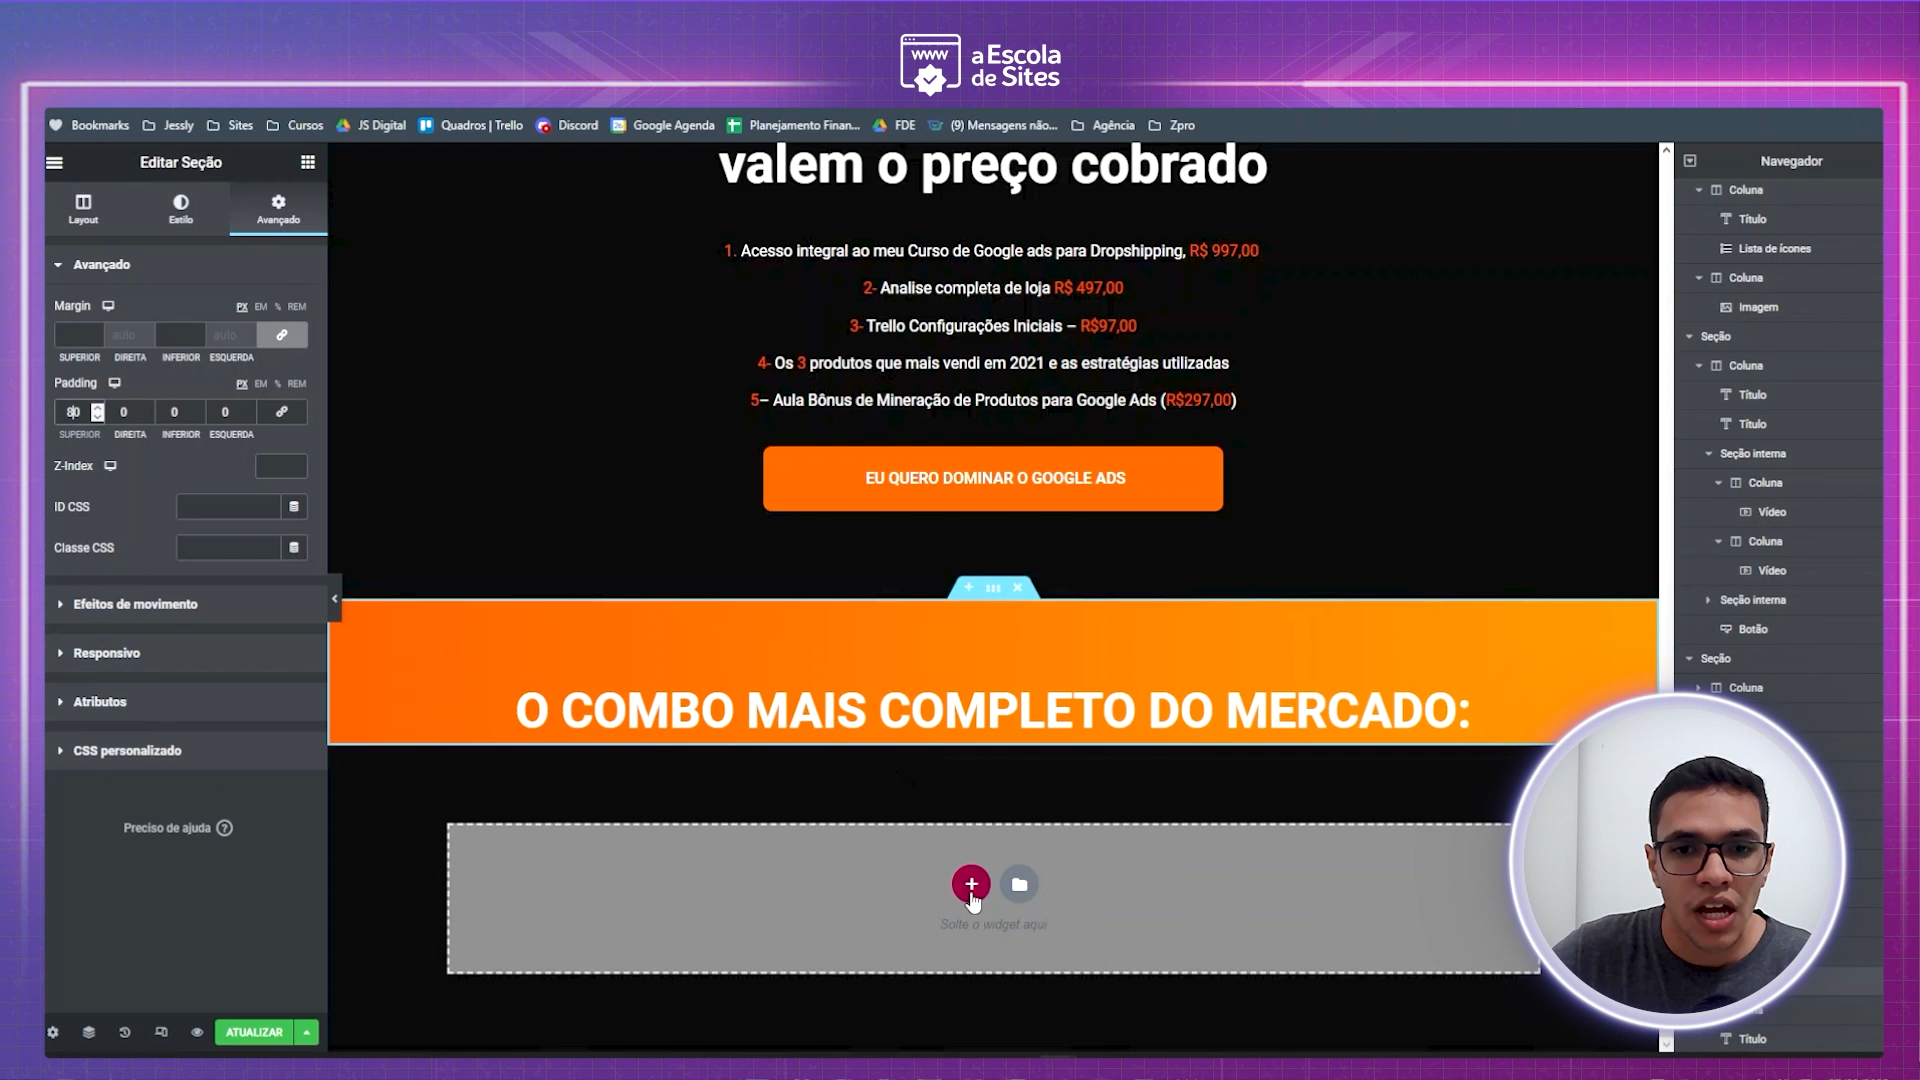 WWW
a Escola
de Sites
Bookmarks
Jessly
Sites
Cursos
JS Digital
Quadros | Trello
Discord
Google Agenda
Planejamento Finan...
FDE
(9) Mensagens não...
Agência
Zpro
Editar Seção
Layout
Estilo
Avançado
Avançado
Margin
PX EM % REM
auto
auto
SUPERIOR DIREITA INFERIOR ESQUERDA
Padding
PX EM % REM
80 0 0 0
SUPERIOR DIREITA INFERIOR ESQUERDA
Z-Index
ID CSS
Classe CSS
Efeitos de movimento
Responsivo
Atributos
CSS personalizado
Preciso de ajuda ?
ATUALIZAR
valem o preço cobrado
1. Acesso integral ao meu Curso de Google ads para Dropshipping, R$ 997,00
2- Analise completa de loja R$ 497,00
3- Trello Configurações Iniciais – R$97,00
4- Os 3 produtos que mais vendi em 2021 e as estratégias utilizadas
5– Aula Bônus de Mineração de Produtos para Google Ads (R$297,00)
EU QUERO DOMINAR O GOOGLE ADS
O COMBO MAIS COMPLETO DO MERCADO:
Solte o widget aqui
Navegador
Coluna
Título
Lista de ícones
Coluna
Imagem
Seção
Coluna
Título
Título
Seção interna
Coluna
Vídeo
Coluna
Vídeo
Seção interna
Botão
Seção
Coluna
Título